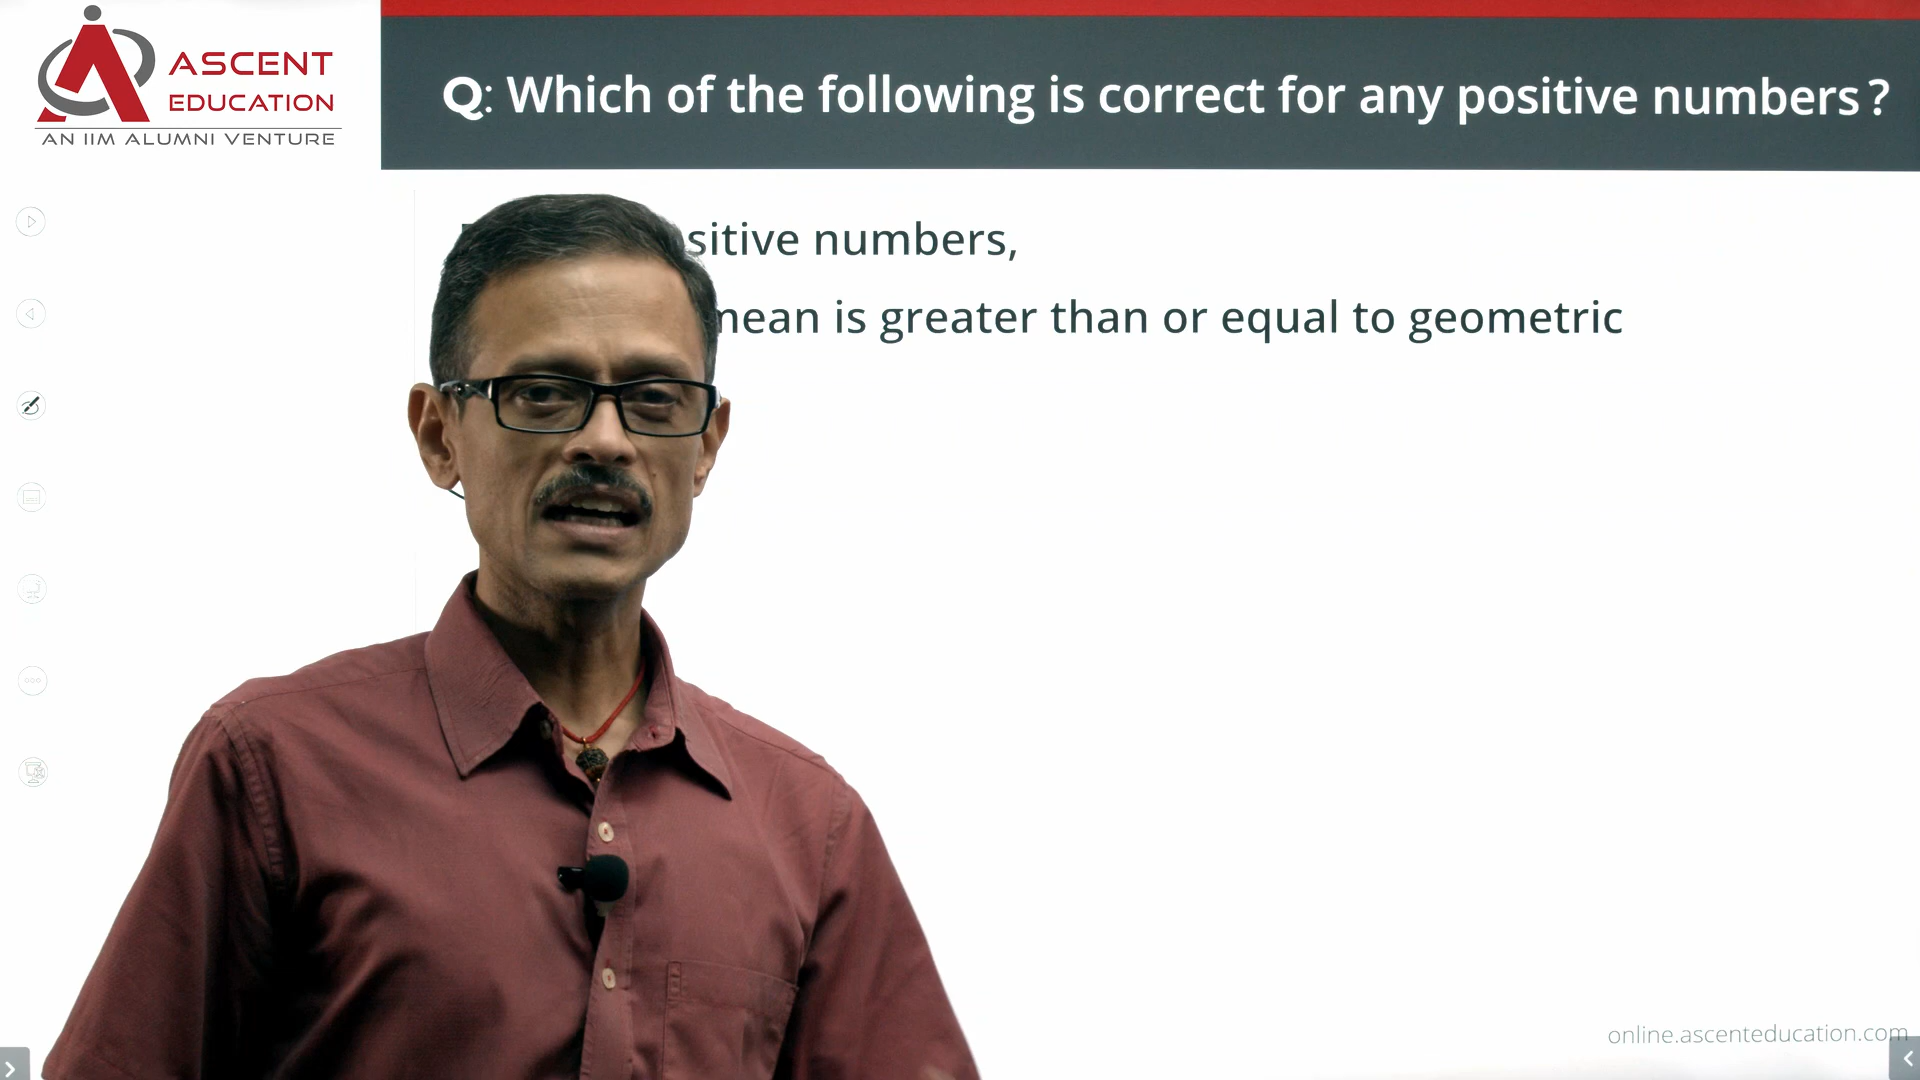 ASCENT
EDUCATION
AN IIM ALUMNI VENTURE
Q: Which of the following is correct for any positive numbers?
sitive numbers,
mean is greater than or equal to geometric
online.ascenteducation.com